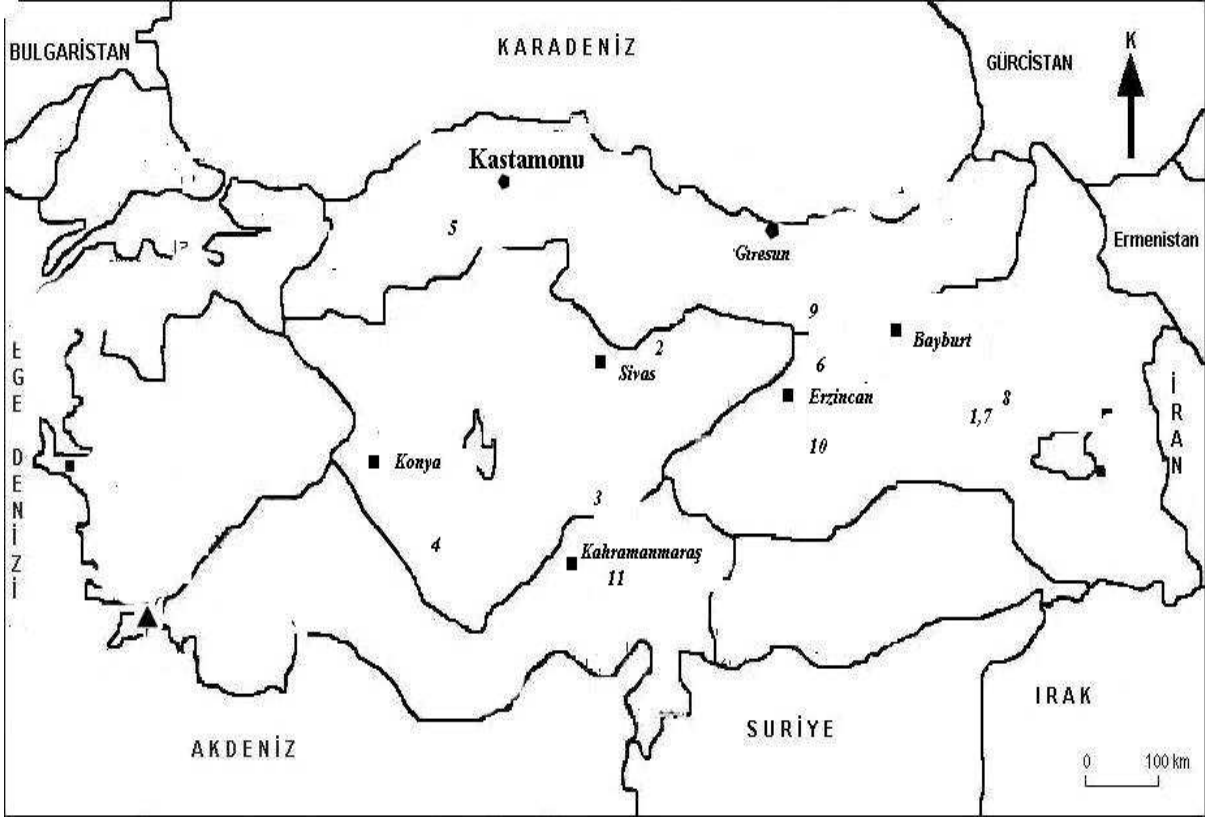 BULGARİSTAN
KARADENİZ
GÜRCİSTAN
K
Kastamonu
5
Giresun
Ermenistan
9
Bayburt
2
Sivas
6
Erzincan
EGE DENİZİ
İRAN
8
1,7
10
Konya
3
4
Kahramanmaraş
11
IRAK
SURİYE
AKDENİZ
0 100 km